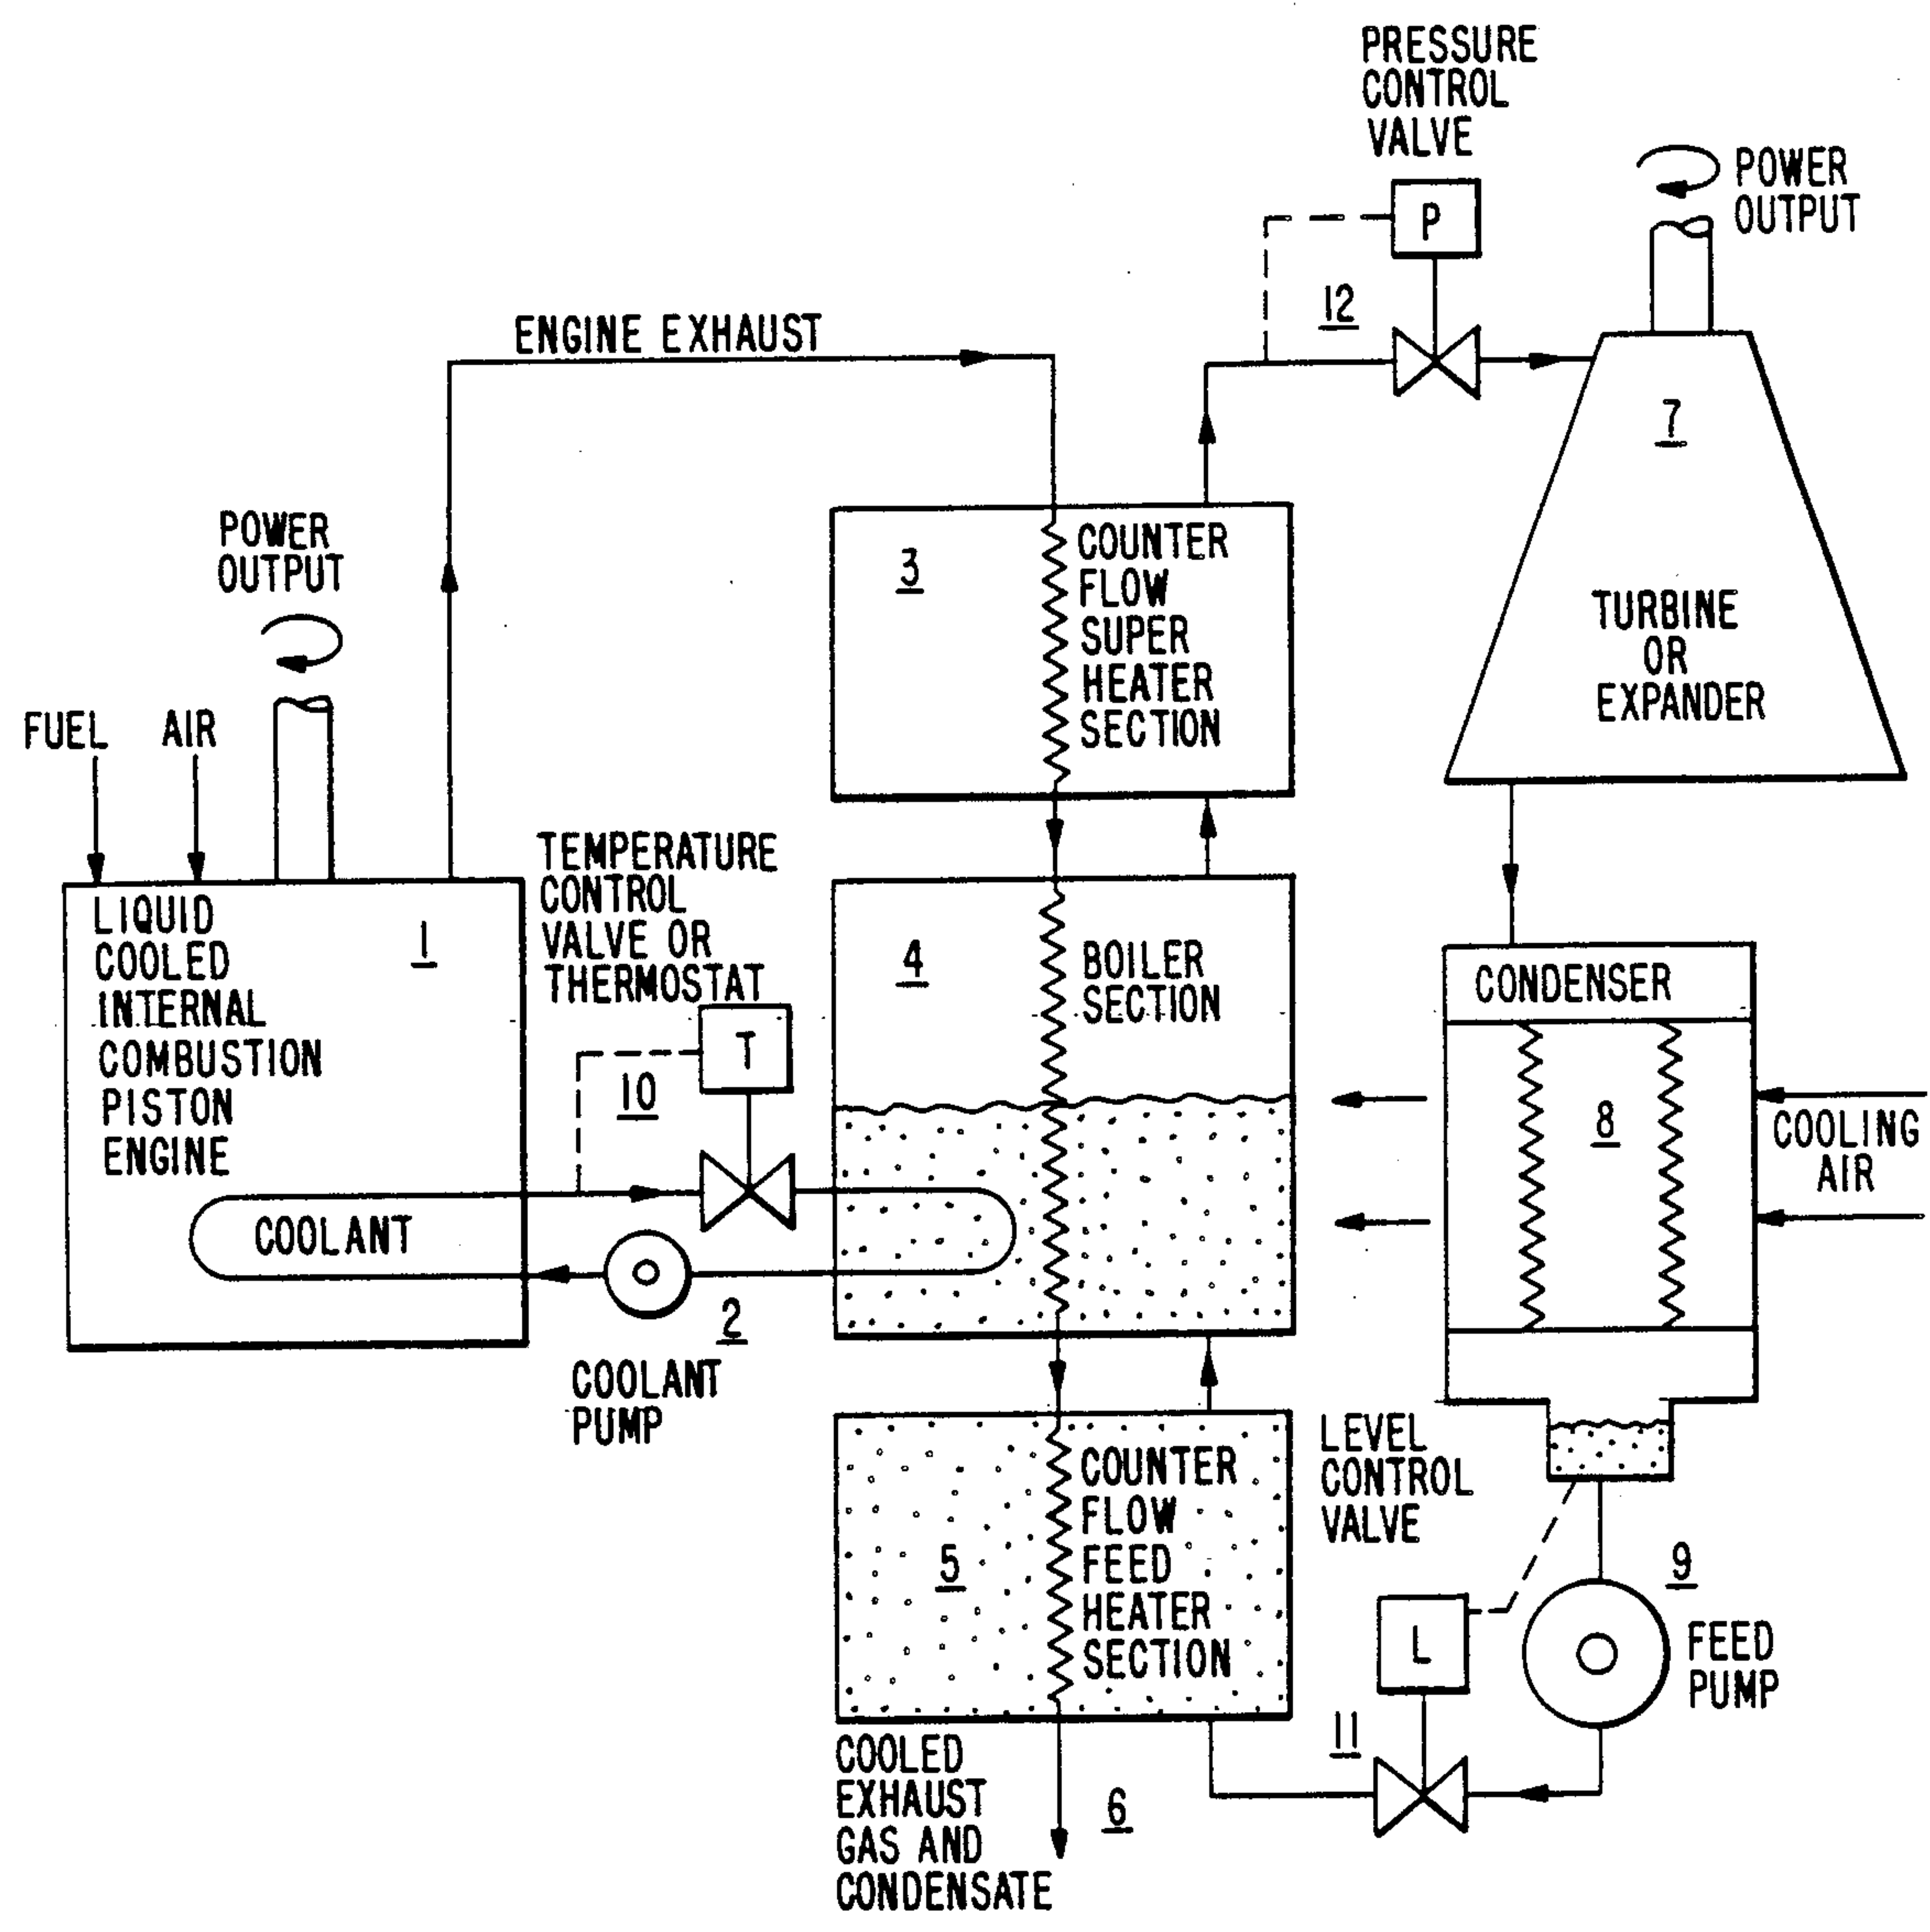 PRESSURE
CONTROL
VALVE
P
POWER
OUTPUT
12
ENGINE EXHAUST
7
TURBINE
OR
EXPANDER
POWER
OUTPUT
3
COUNTER
FLOW
SUPER
HEATER
SECTION
FUEL
AIR
LIQUID
COOLED
INTERNAL
COMBUSTION
PISTON
ENGINE
1
TEMPERATURE
CONTROL
VALVE OR
THERMOSTAT
T
10
4
BOILER
SECTION
CONDENSER
8
COOLING
AIR
COOLANT
2
COOLANT
PUMP
5
COUNTER
FLOW
FEED
HEATER
SECTION
LEVEL
CONTROL
VALVE
L
9
FEED
PUMP
11
COOLED
EXHAUST
GAS AND
CONDENSATE
6